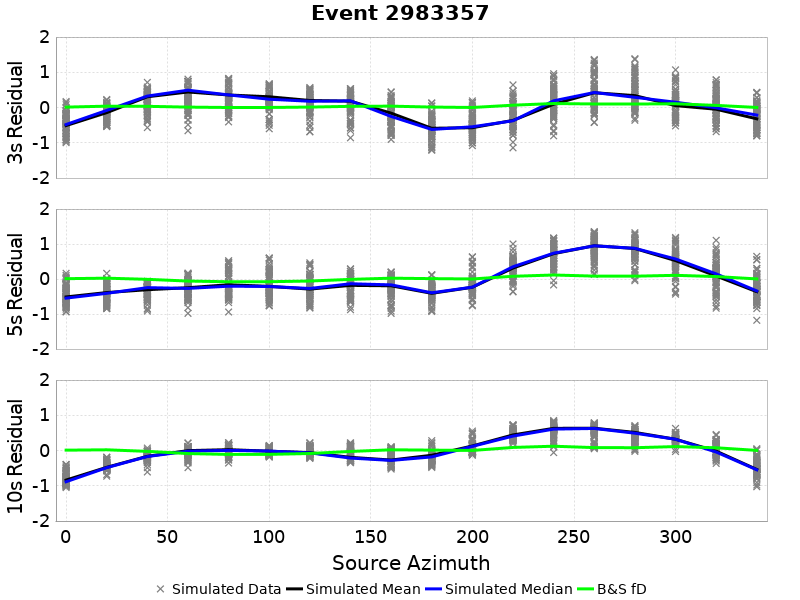 Event 2983357
3s Residual
2
1
0
-1
-2
5s Residual
2
1
0
-1
-2
10s Residual
2
1
0
-1
-2
0 50 100 150 200 250 300
Source Azimuth
Simulated Data Simulated Mean Simulated Median B&S fD